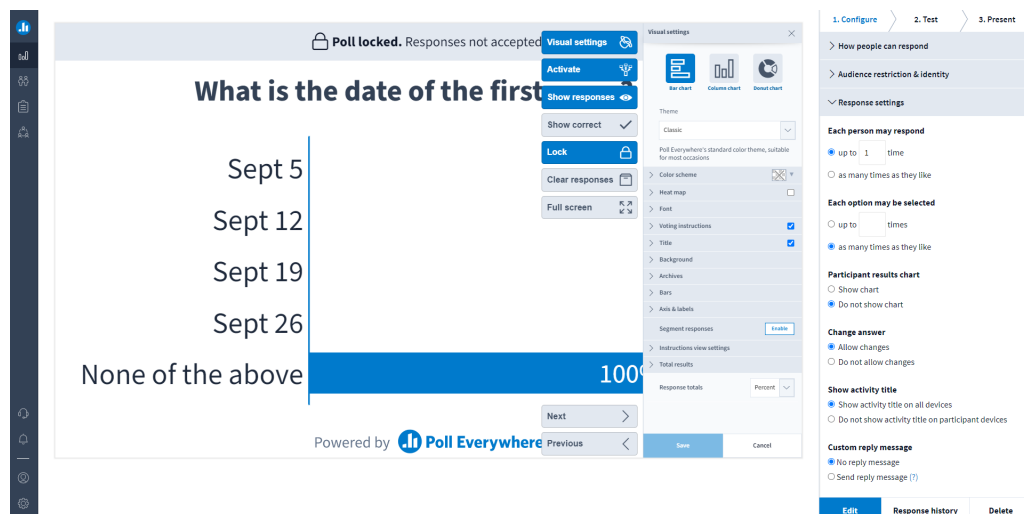 Poll locked. Responses not accepted
What is the date of the first
Sept 5
Sept 12
Sept 19
Sept 26
None of the above
100%
Powered by Poll Everywhere
Visual settings
Activate
Show responses
Show correct
Lock
Clear responses
Full screen
Next
Previous
Visual settings
Bar chart
Column chart
Donut chart
Theme
Classic
Poll Everywhere's standard color theme, suitable
for most occasions
Color scheme
Heat map
Font
Voting instructions
Title
Background
Archives
Bars
Axis & labels
Segment responses
Enable
Instructions view settings
Total results
Response totals
Percent
Save
Cancel
1. Configure
2. Test
3. Present
How people can respond
Audience restriction & identity
Response settings
Each person may respond
up to 1 time
as many times as they like
Each option may be selected
up to times
as many times as they like
Participant results chart
Show chart
Do not show chart
Change answer
Allow changes
Do not allow changes
Show activity title
Show activity title on all devices
Do not show activity title on participant devices
Custom reply message
No reply message
Send reply message (?)
Edit
Response history
Delete